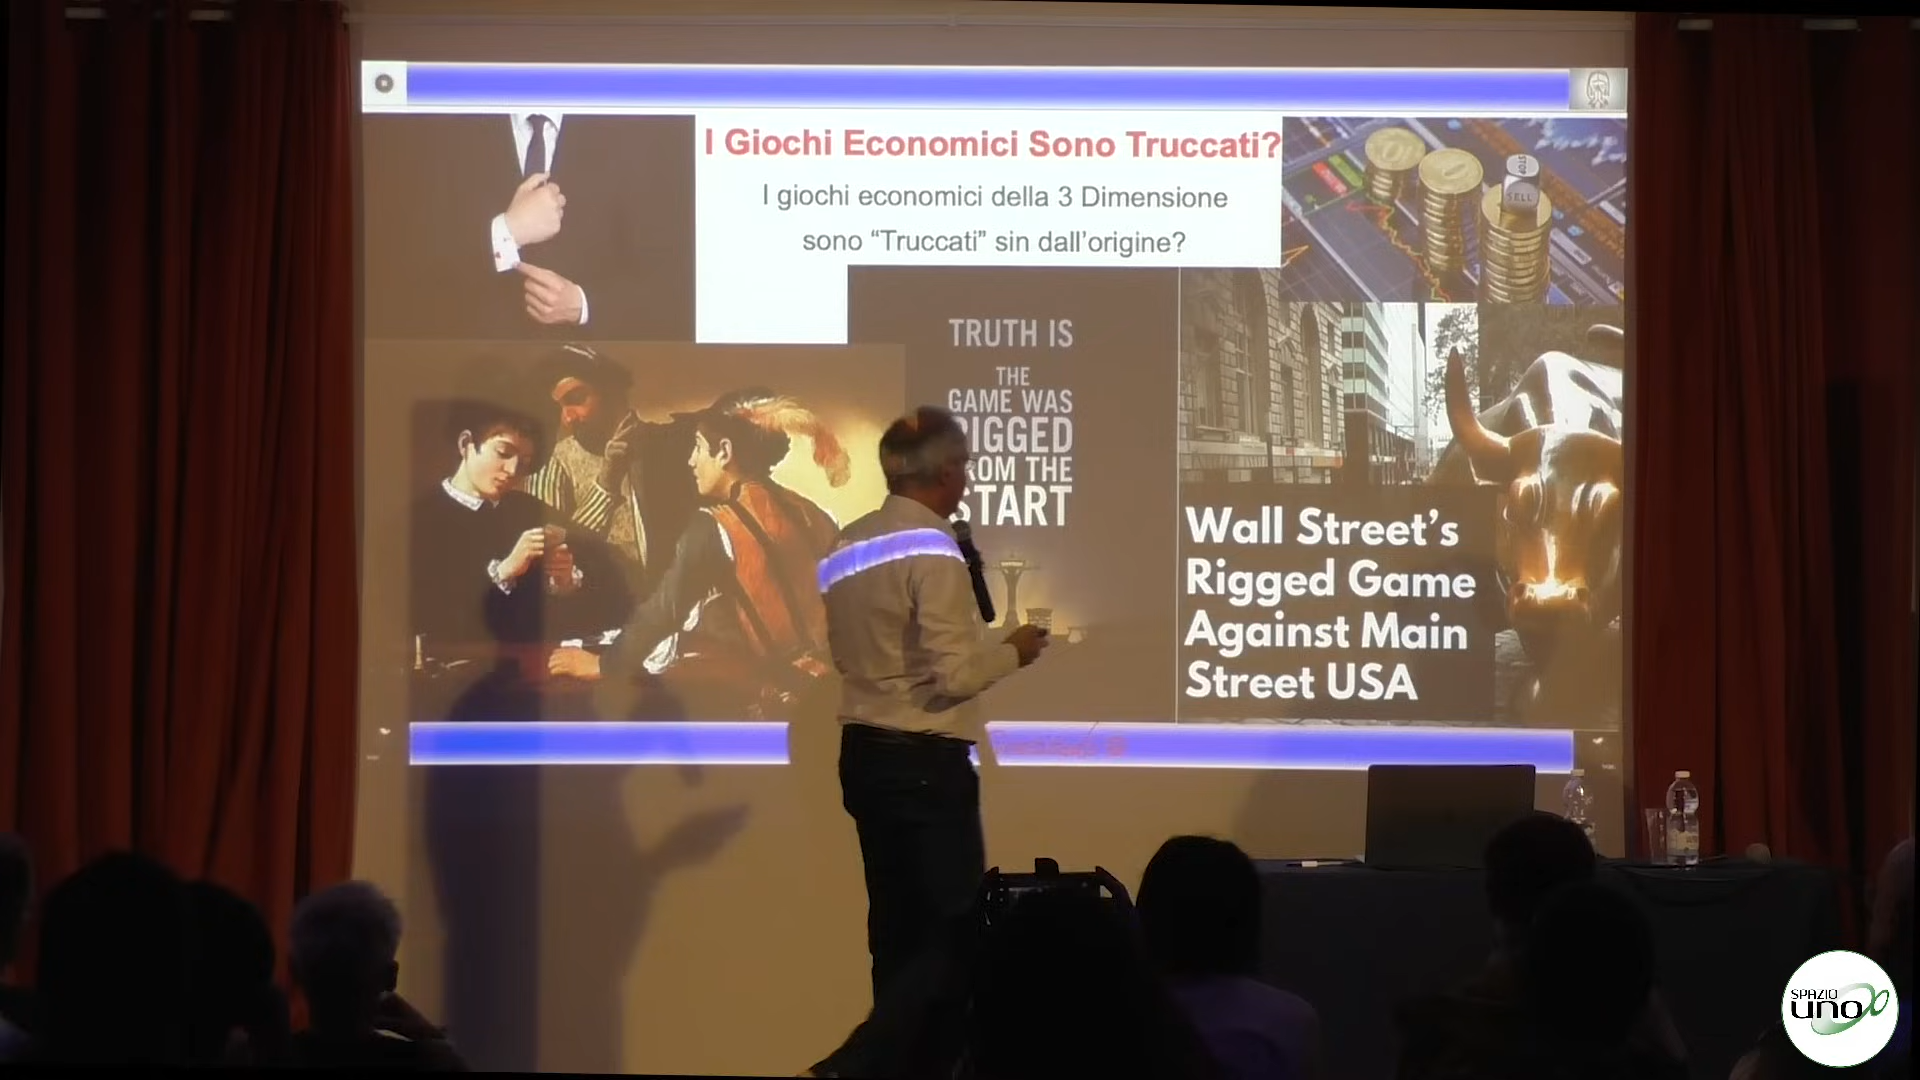 I Giochi Economici Sono Truccati?
I giochi economici della 3 Dimensione
sono “Truccati” sin dall’origine?
STOP
SELL
TRUTH IS
THE
GAME WAS
RIGGED
FROM THE
START
Wall Street’s
Rigged Game
Against Main
Street USA
SPAZIO
uno